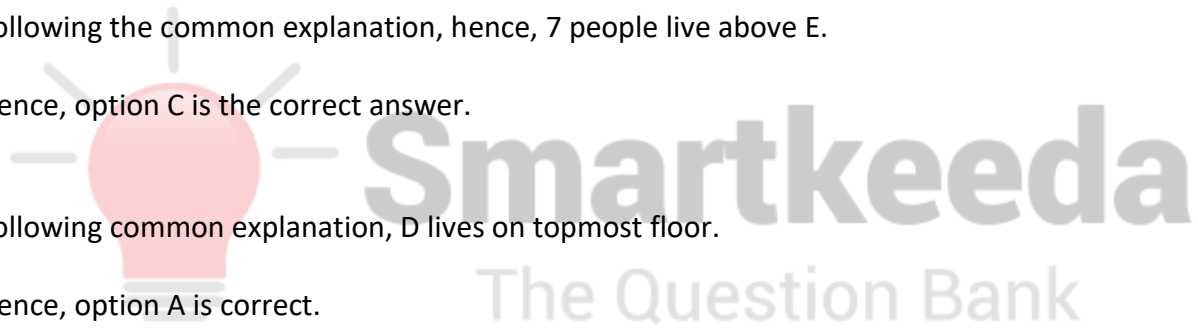 ollowing the common explanation, hence, 7 people live above E.
ence, option C is the correct answer.
Smartkeeda
ollowing common explanation, D lives on topmost floor.
The Question Bank
ence, option A is correct.